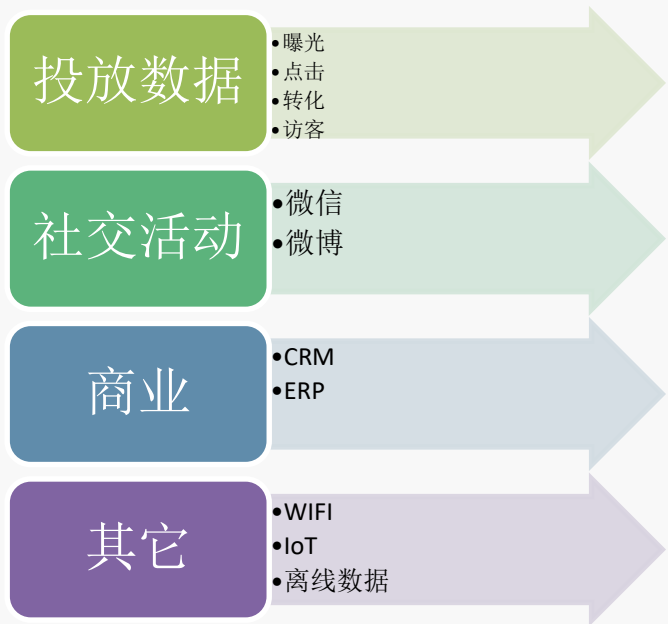 投放数据
•曝光
•点击
•转化
•访客
社交活动
•微信
•微博
商业
•CRM
•ERP
其它
•WIFI
•IoT
•离线数据